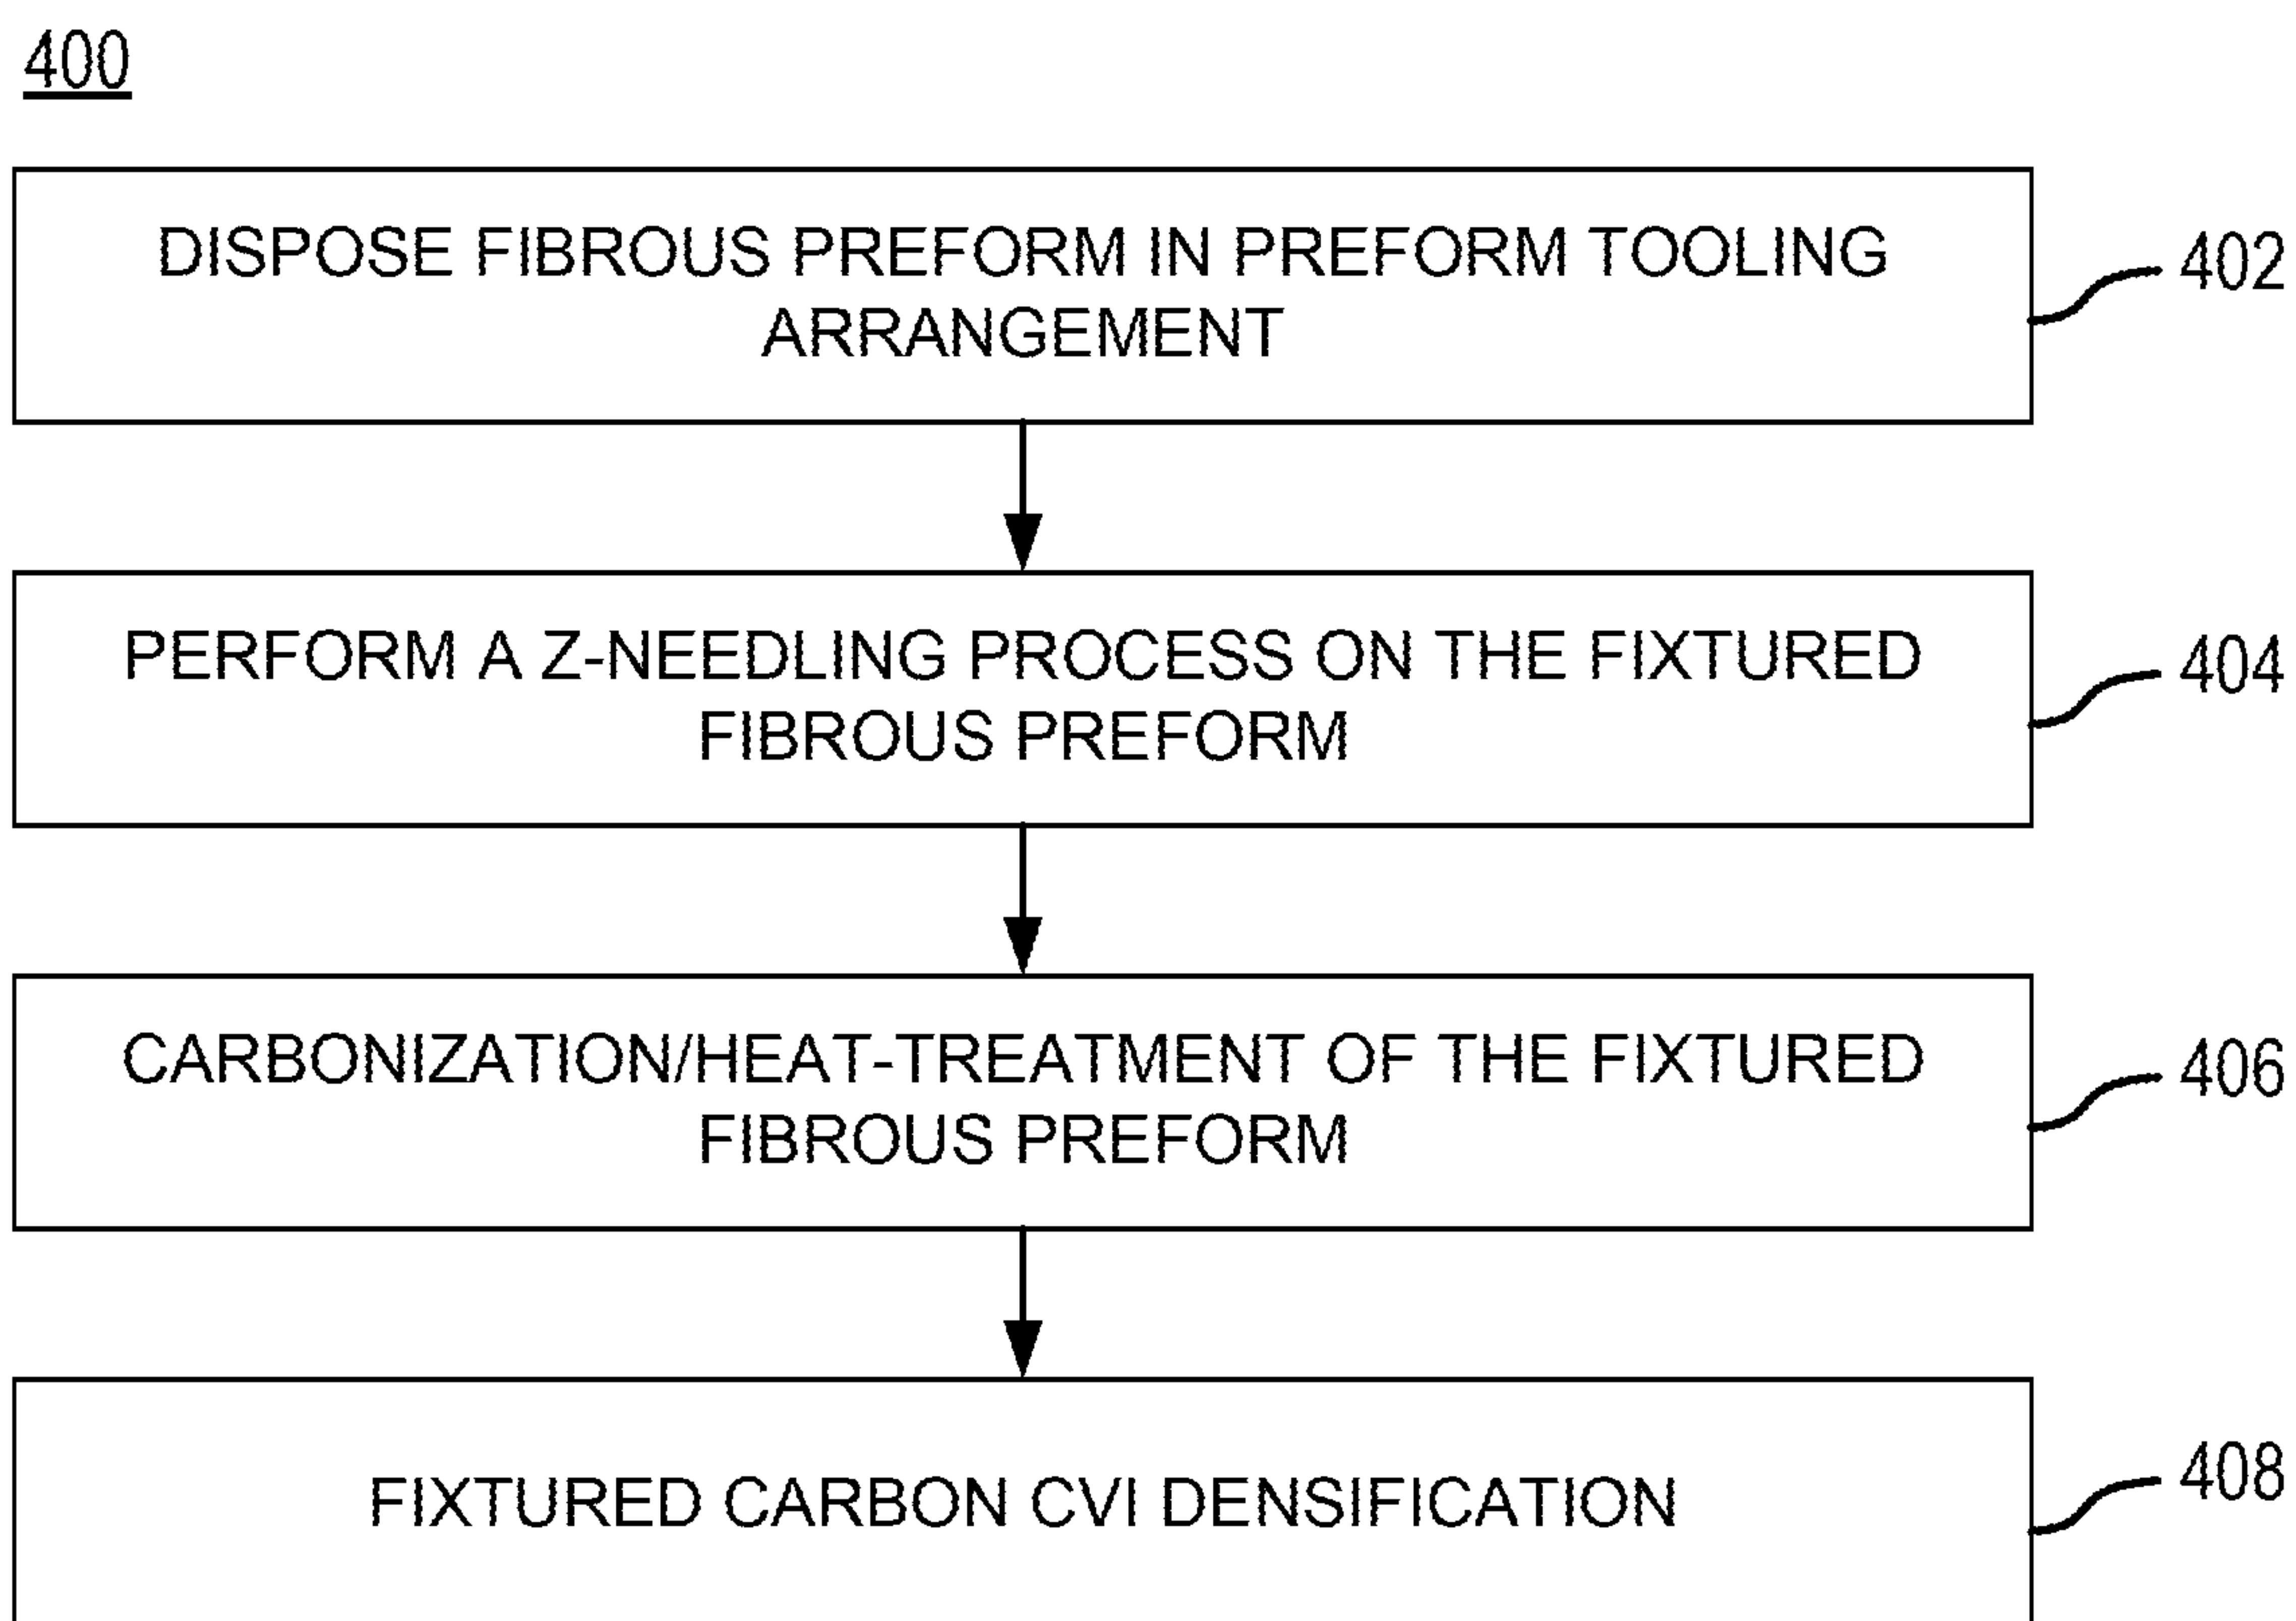 400
DISPOSE FIBROUS PREFORM IN PREFORM TOOLING
ARRANGEMENT
402
PERFORM A Z-NEEDLING PROCESS ON THE FIXTURED
FIBROUS PREFORM
404
CARBONIZATION/HEAT-TREATMENT OF THE FIXTURED
FIBROUS PREFORM
406
FIXTURED CARBON CVI DENSIFICATION
408